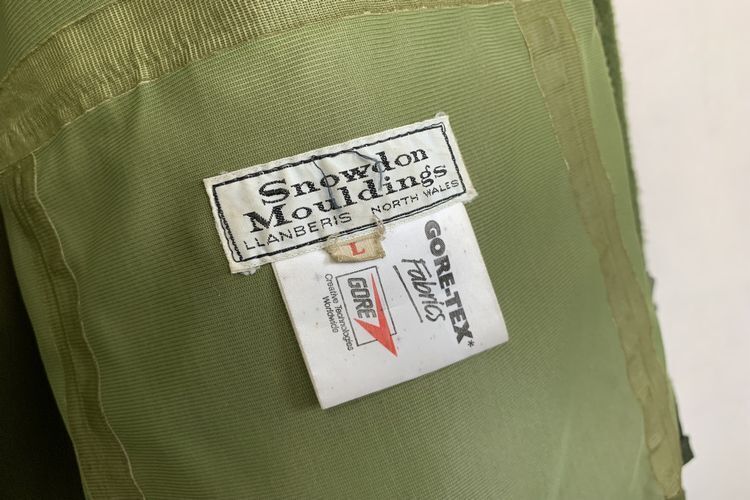 Snowdon
Mouldings
LLANBERIS NORTH WALES
L
GORE-TEX*
Fabrics
GORE
Creative Technologies
Worldwide